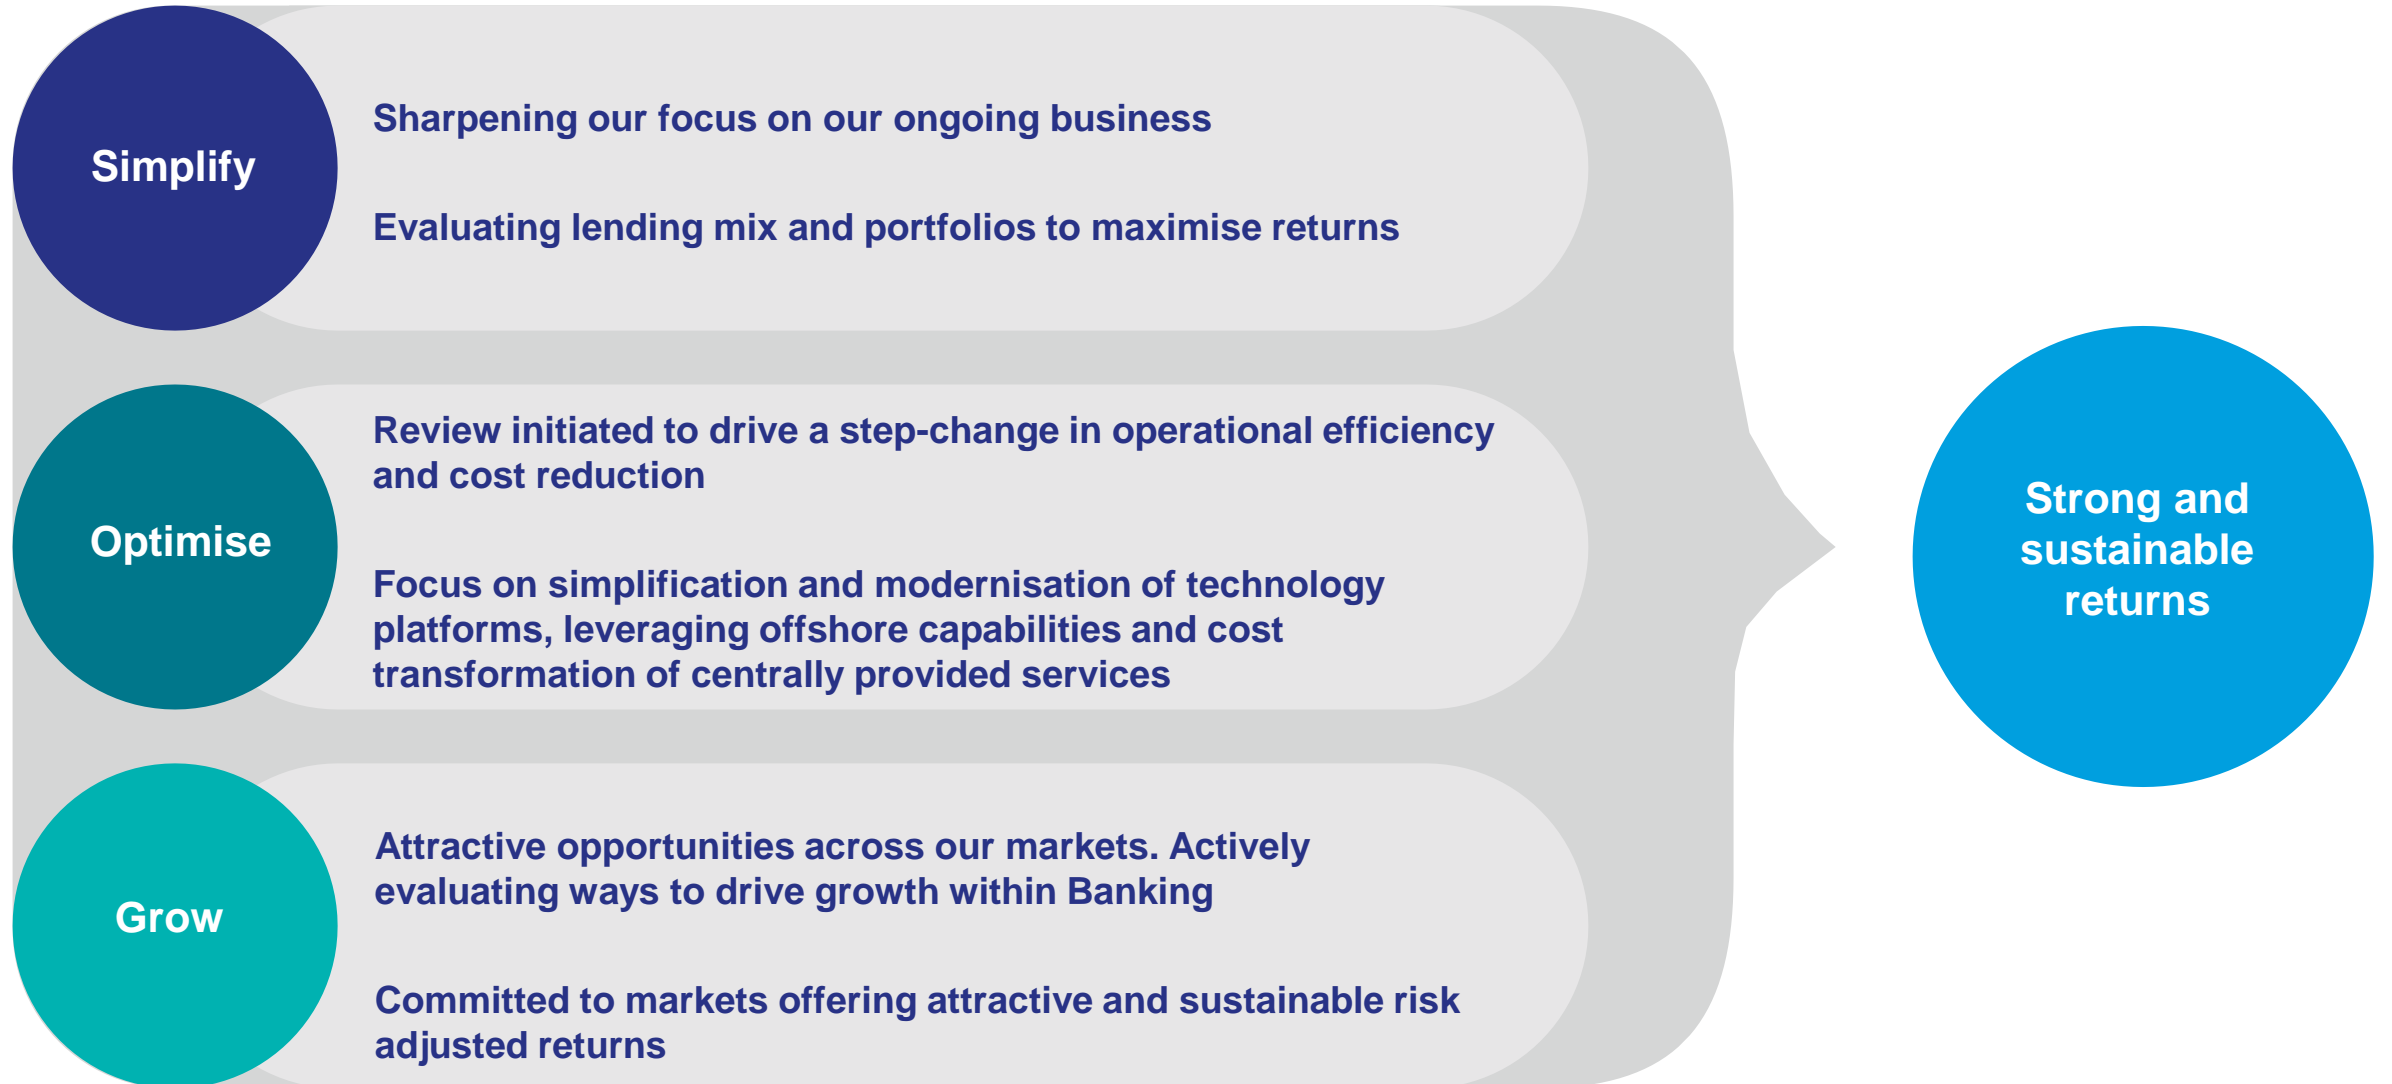 Simplify
Sharpening our focus on our ongoing business
Evaluating lending mix and portfolios to maximise returns
Optimise
Review initiated to drive a step-change in operational efficiency
and cost reduction
Focus on simplification and modernisation of technology
platforms, leveraging offshore capabilities and cost
transformation of centrally provided services
Grow
Attractive opportunities across our markets. Actively
evaluating ways to drive growth within Banking
Committed to markets offering attractive and sustainable risk
adjusted returns
Strong and
sustainable
returns